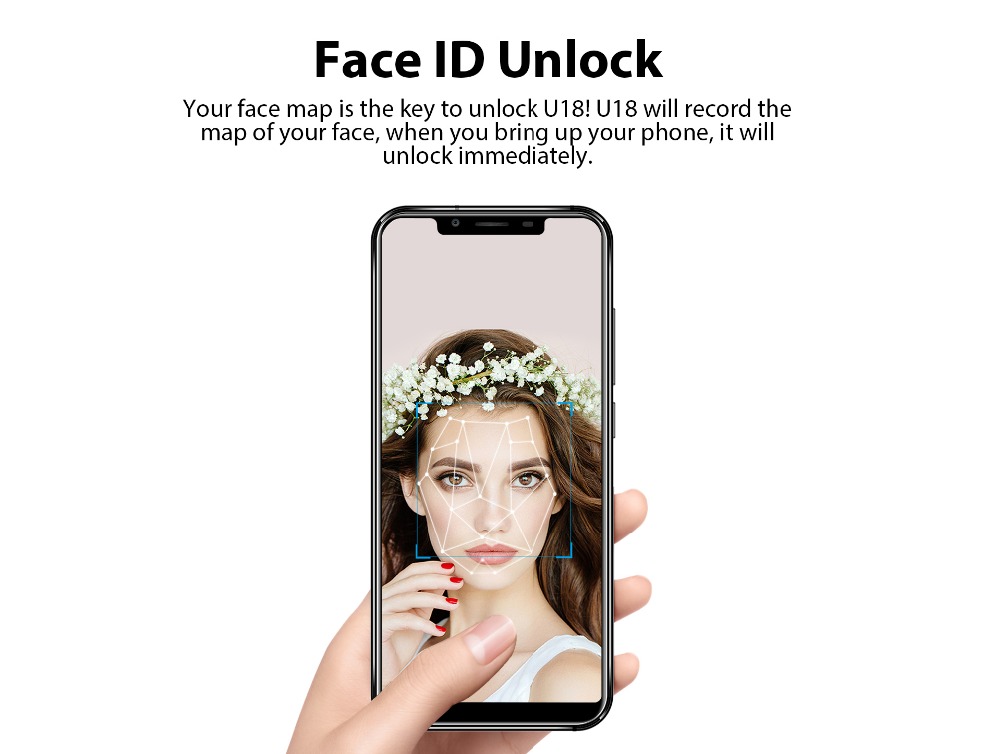 Face ID Unlock
Your face map is the key to unlock U18! U18 will record the
map of your face, when you bring up your phone, it will
unlock immediately.